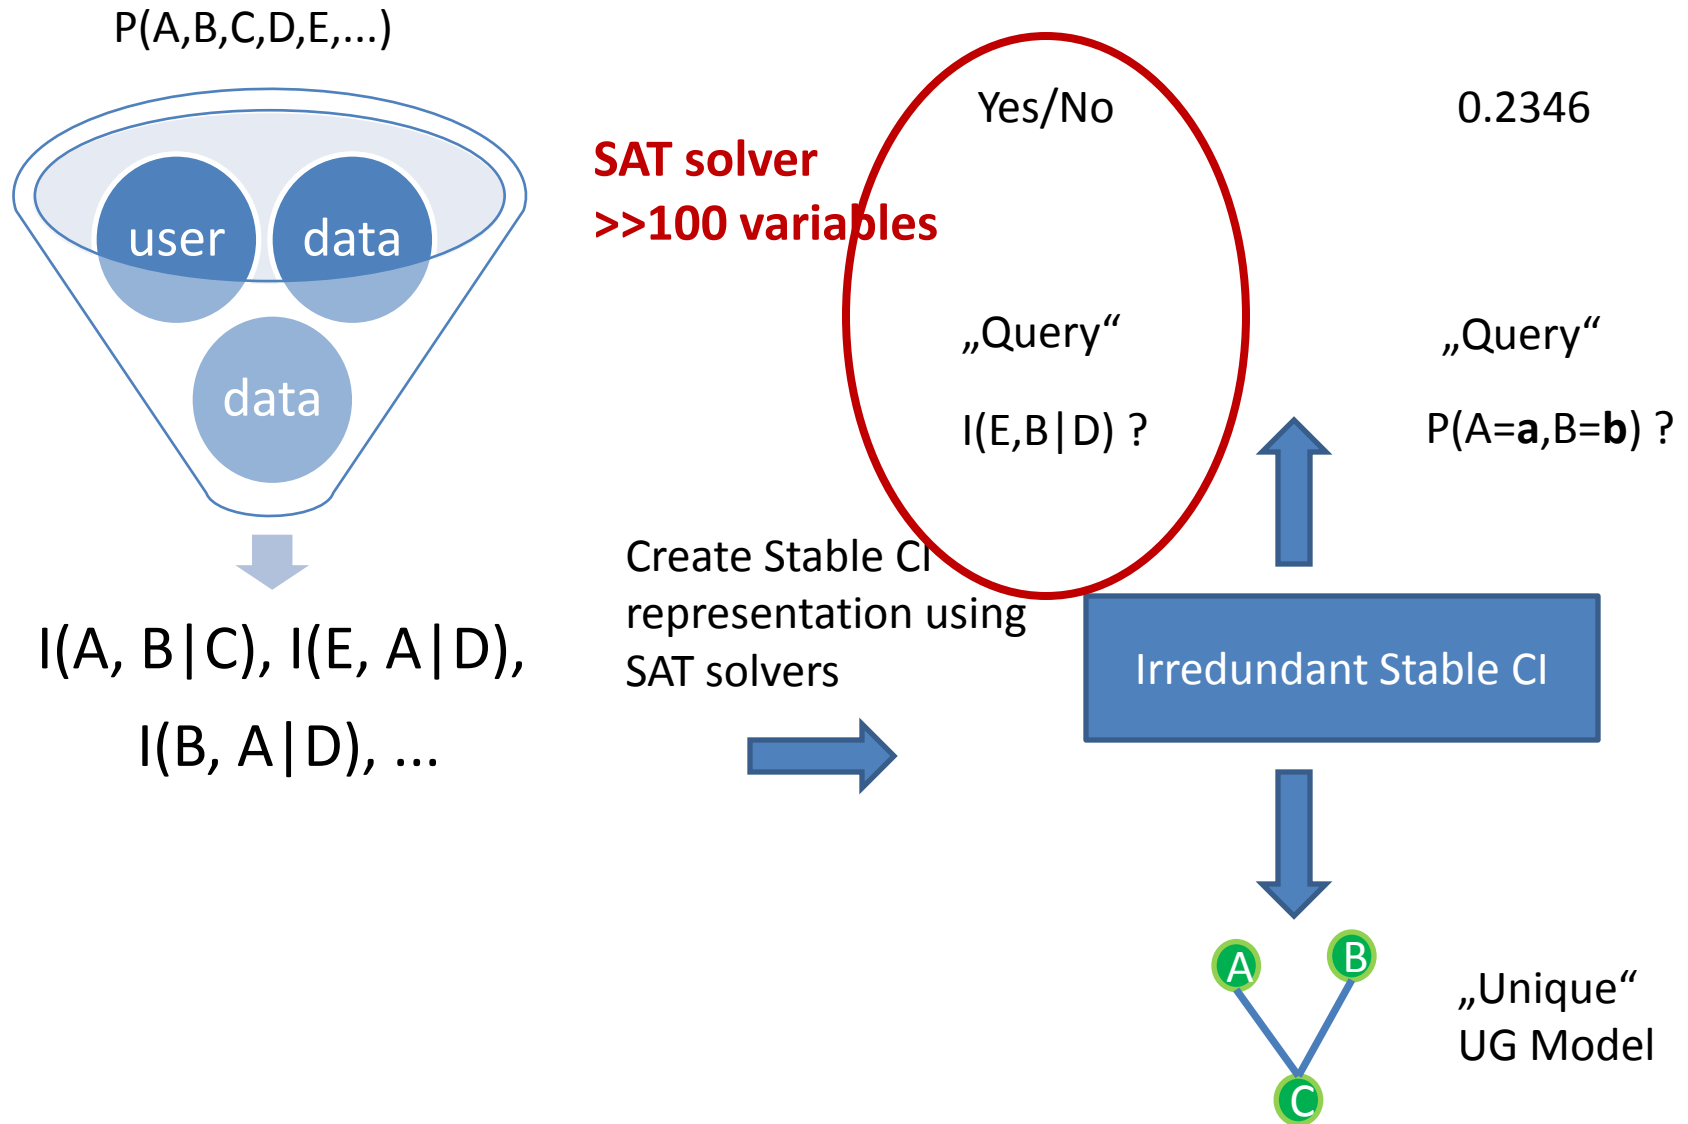 P(A,B,C,D,E,...)
user
data
data
I(A, B|C), I(E, A|D),
I(B, A|D), ...
SAT solver
>>100 variables
Create Stable CI
representation using
SAT solvers
Yes/No
„Query“
I(E,B|D) ?
0.2346
„Query“
P(A=a,B=b) ?
Irredundant Stable CI
A
B
C
„Unique“
UG Model